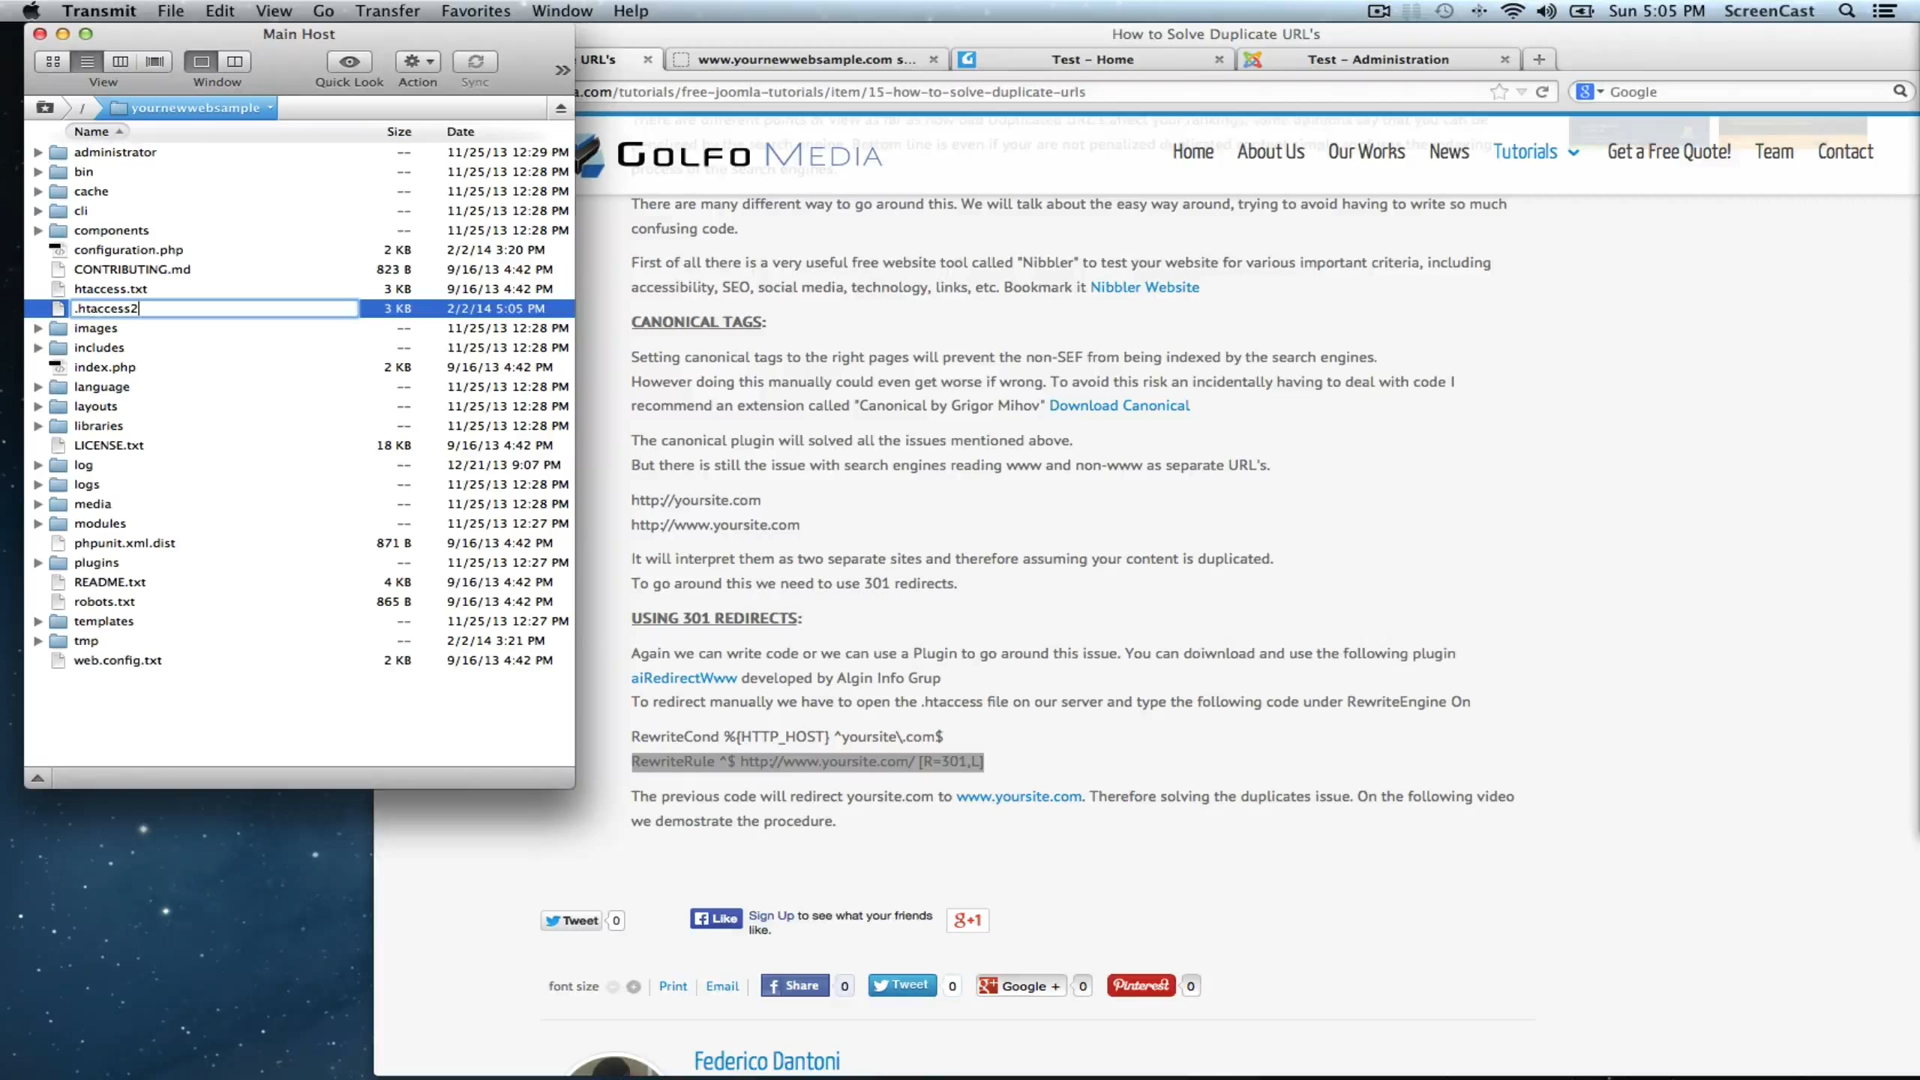 Transmit File Edit View Go Transfer Favorites Window Help
Sun 5:05 PM ScreenCast
Main Host
View Window Quick Look Action Sync
/ yournewwebsample
Name Size Date
administrator -- 11/25/13 12:29 PM
bin -- 11/25/13 12:28 PM
cache -- 11/25/13 12:28 PM
cli -- 11/25/13 12:28 PM
components -- 11/25/13 12:28 PM
configuration.php 2 KB 2/2/14 3:20 PM
CONTRIBUTING.md 823 B 9/16/13 4:42 PM
htaccess.txt 3 KB 9/16/13 4:42 PM
.htaccess2 3 KB 2/2/14 5:05 PM
images -- 11/25/13 12:28 PM
includes -- 11/25/13 12:28 PM
index.php 2 KB 9/16/13 4:42 PM
language -- 11/25/13 12:28 PM
layouts -- 11/25/13 12:28 PM
libraries -- 11/25/13 12:28 PM
LICENSE.txt 18 KB 9/16/13 4:42 PM
log -- 12/21/13 9:07 PM
logs -- 11/25/13 12:28 PM
media -- 11/25/13 12:28 PM
modules -- 11/25/13 12:27 PM
phpunit.xml.dist 871 B 9/16/13 4:42 PM
plugins -- 11/25/13 12:27 PM
README.txt 4 KB 9/16/13 4:42 PM
robots.txt 865 B 9/16/13 4:42 PM
templates -- 11/25/13 12:27 PM
tmp -- 2/2/14 3:21 PM
web.config.txt 2 KB 9/16/13 4:42 PM
How to Solve Duplicate URL's
URL's www.yournewwebsample.com s... Test - Home Test - Administration
a.com/tutorials/free-joomla-tutorials/item/15-how-to-solve-duplicate-urls Google
GOLFO MEDIA
Home About Us Our Works News Tutorials Get a Free Quote! Team Contact
There are many different way to go around this. We will talk about the easy way around, trying to avoid having to write so much
confusing code.
First of all there is a very useful free website tool called "Nibbler" to test your website for various important criteria, including
accessibility, SEO, social media, technology, links, etc. Bookmark it Nibbler Website
CANONICAL TAGS:
Setting canonical tags to the right pages will prevent the non-SEF from being indexed by the search engines.
However doing this manually could even get worse if wrong. To avoid this risk an incidentally having to deal with code I
recommend an extension called "Canonical by Grigor Mihov" Download Canonical
The canonical plugin will solved all the issues mentioned above.
But there is still the issue with search engines reading www and non-www as separate URL's.
http://yoursite.com
http://www.yoursite.com
It will interpret them as two separate sites and therefore assuming your content is duplicated.
To go around this we need to use 301 redirects.
USING 301 REDIRECTS:
Again we can write code or we can use a Plugin to go around this issue. You can doiwnload and use the following plugin
aiRedirectWww developed by Algin Info Grup
To redirect manually we have to open the .htaccess file on our server and type the following code under RewriteEngine On
RewriteCond %{HTTP_HOST} ^yoursite\.com$
RewriteRule ^$ http://www.yoursite.com/ [R=301,L]
The previous code will redirect yoursite.com to www.yoursite.com. Therefore solving the duplicates issue. On the following video
we demostrate the procedure.
Tweet 0 Like Sign Up to see what your friends
like. g+1
font size Print Email Share 0 Tweet 0 Google + 0 Pinterest 0
Federico Dantoni